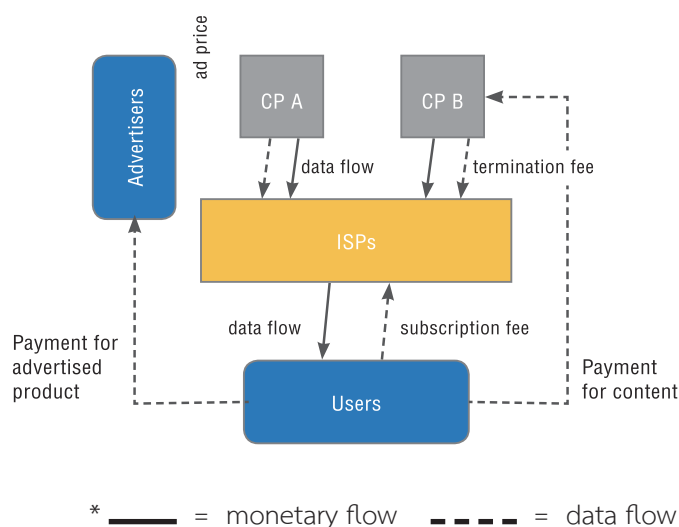 ad price
Advertisers
CP A
CP B
data flow
termination fee
ISPs
data flow
subscription fee
Payment for
advertised
product
Users
Payment
for content
* = monetary flow = data flow